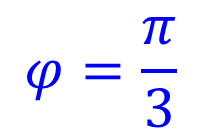 φ = π/3